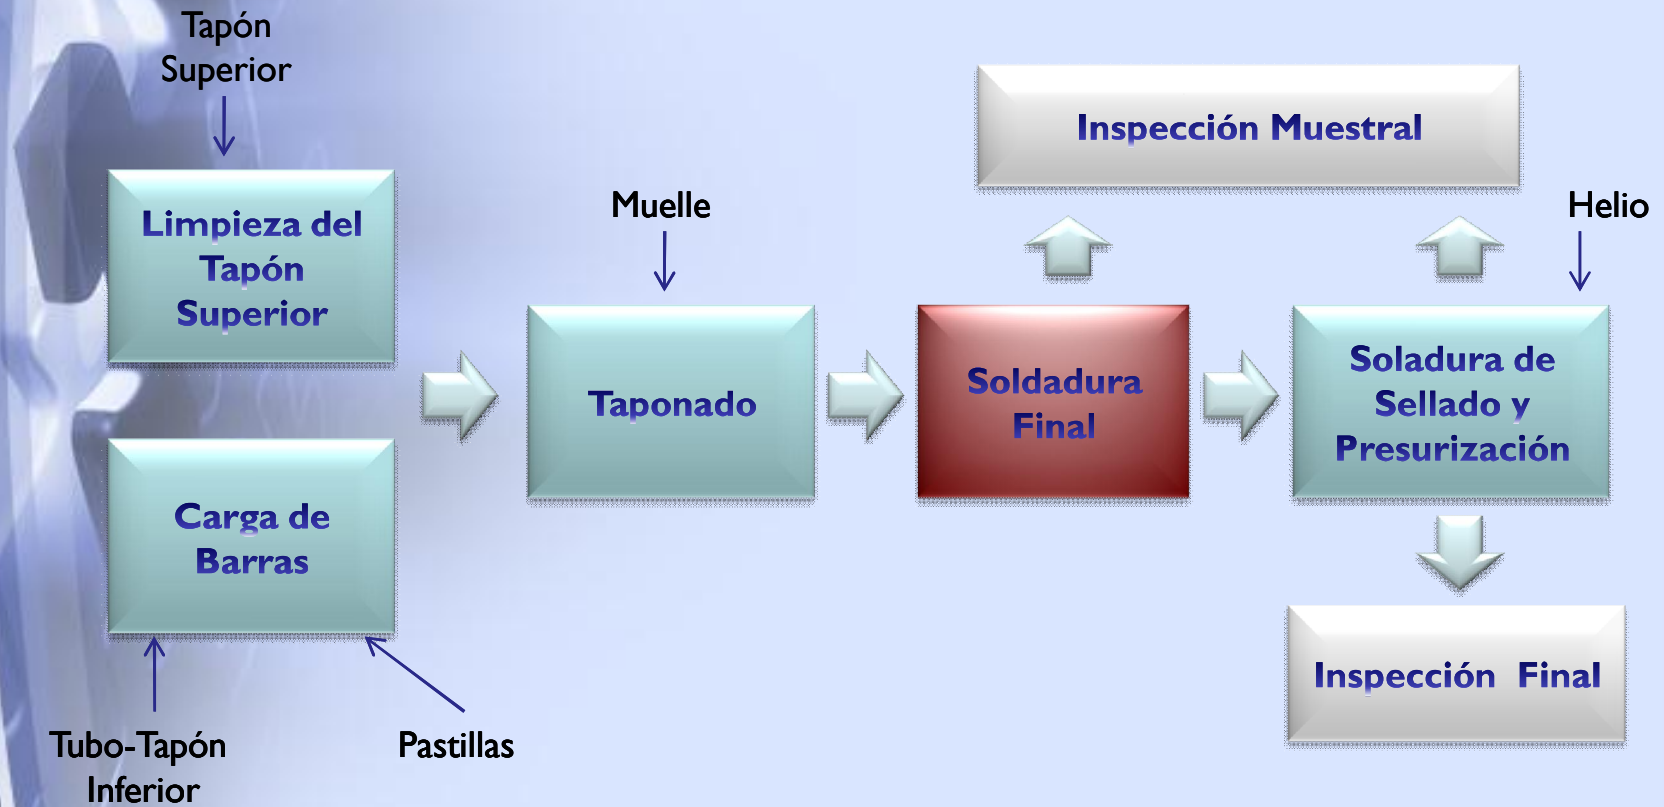 Tapón
Superior
Limpieza del
Tapón
Superior
Carga de
Barras
Tubo-Tapón
Inferior
Pastillas
Muelle
Taponado
Soldadura
Final
Inspección Muestral
Helio
Soladura de
Sellado y
Presurización
Inspección Final